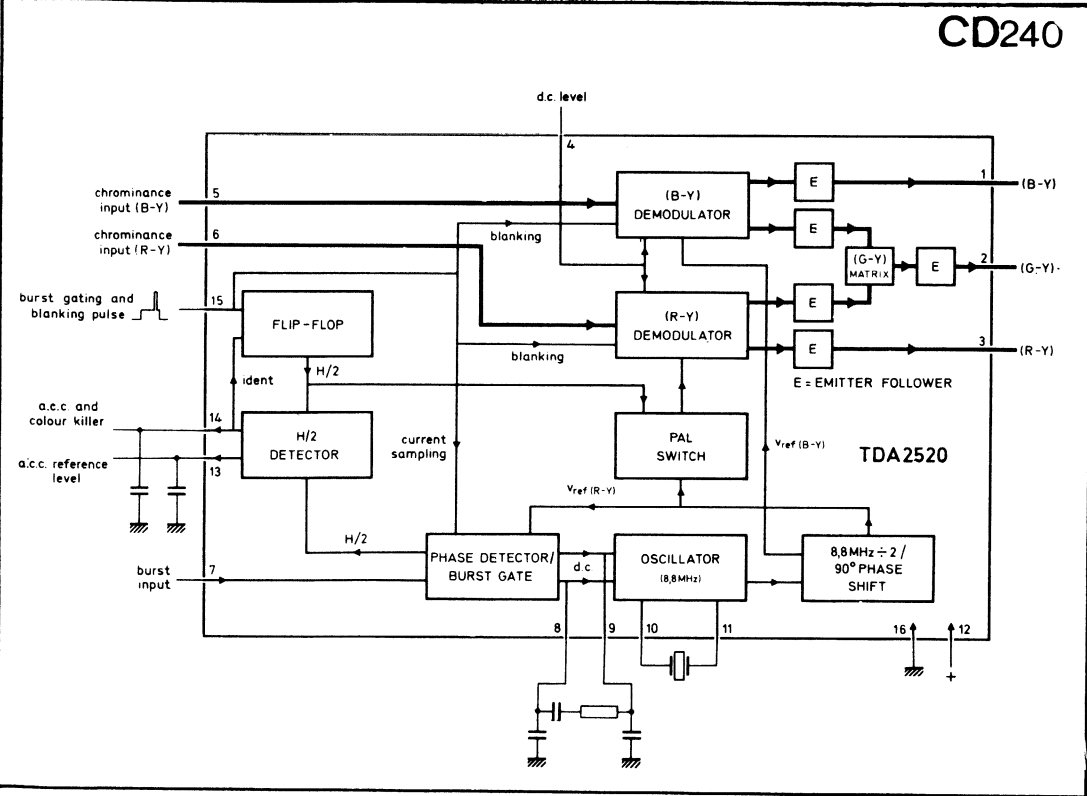 CD240
d.c. level
4
chrominance
input (B-Y)
5
(B-Y)
DEMODULATOR
E
1
(B-Y)
chrominance
input (R-Y)
6
blanking
E
(G-Y)
MATRIX
E
2
(G-Y)
burst gating and
blanking pulse
15
FLIP-FLOP
(R-Y)
DEMODULATOR
E
blanking
E
3
(R-Y)
H/2
ident
E = EMITTER FOLLOWER
a.c.c. and
colour killer
14
H/2
DETECTOR
current
sampling
PAL
SWITCH
Vref (B-Y)
TDA2520
a.c.c. reference
level
13
Vref (R-Y)
H/2
PHASE DETECTOR/
BURST GATE
d.c
OSCILLATOR
(8,8MHz)
8,8MHz ÷ 2 /
90° PHASE
SHIFT
burst
input
7
8
9
10
11
16
12
+